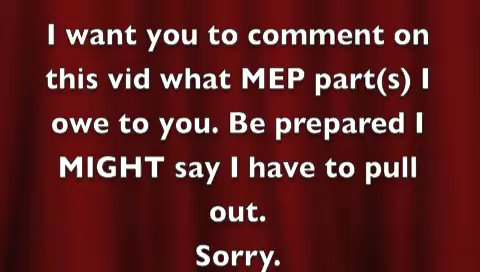 I want you to comment on
this vid what MEP part(s) I
owe to you. Be prepared I
MIGHT say I have to pull
out.
Sorry.